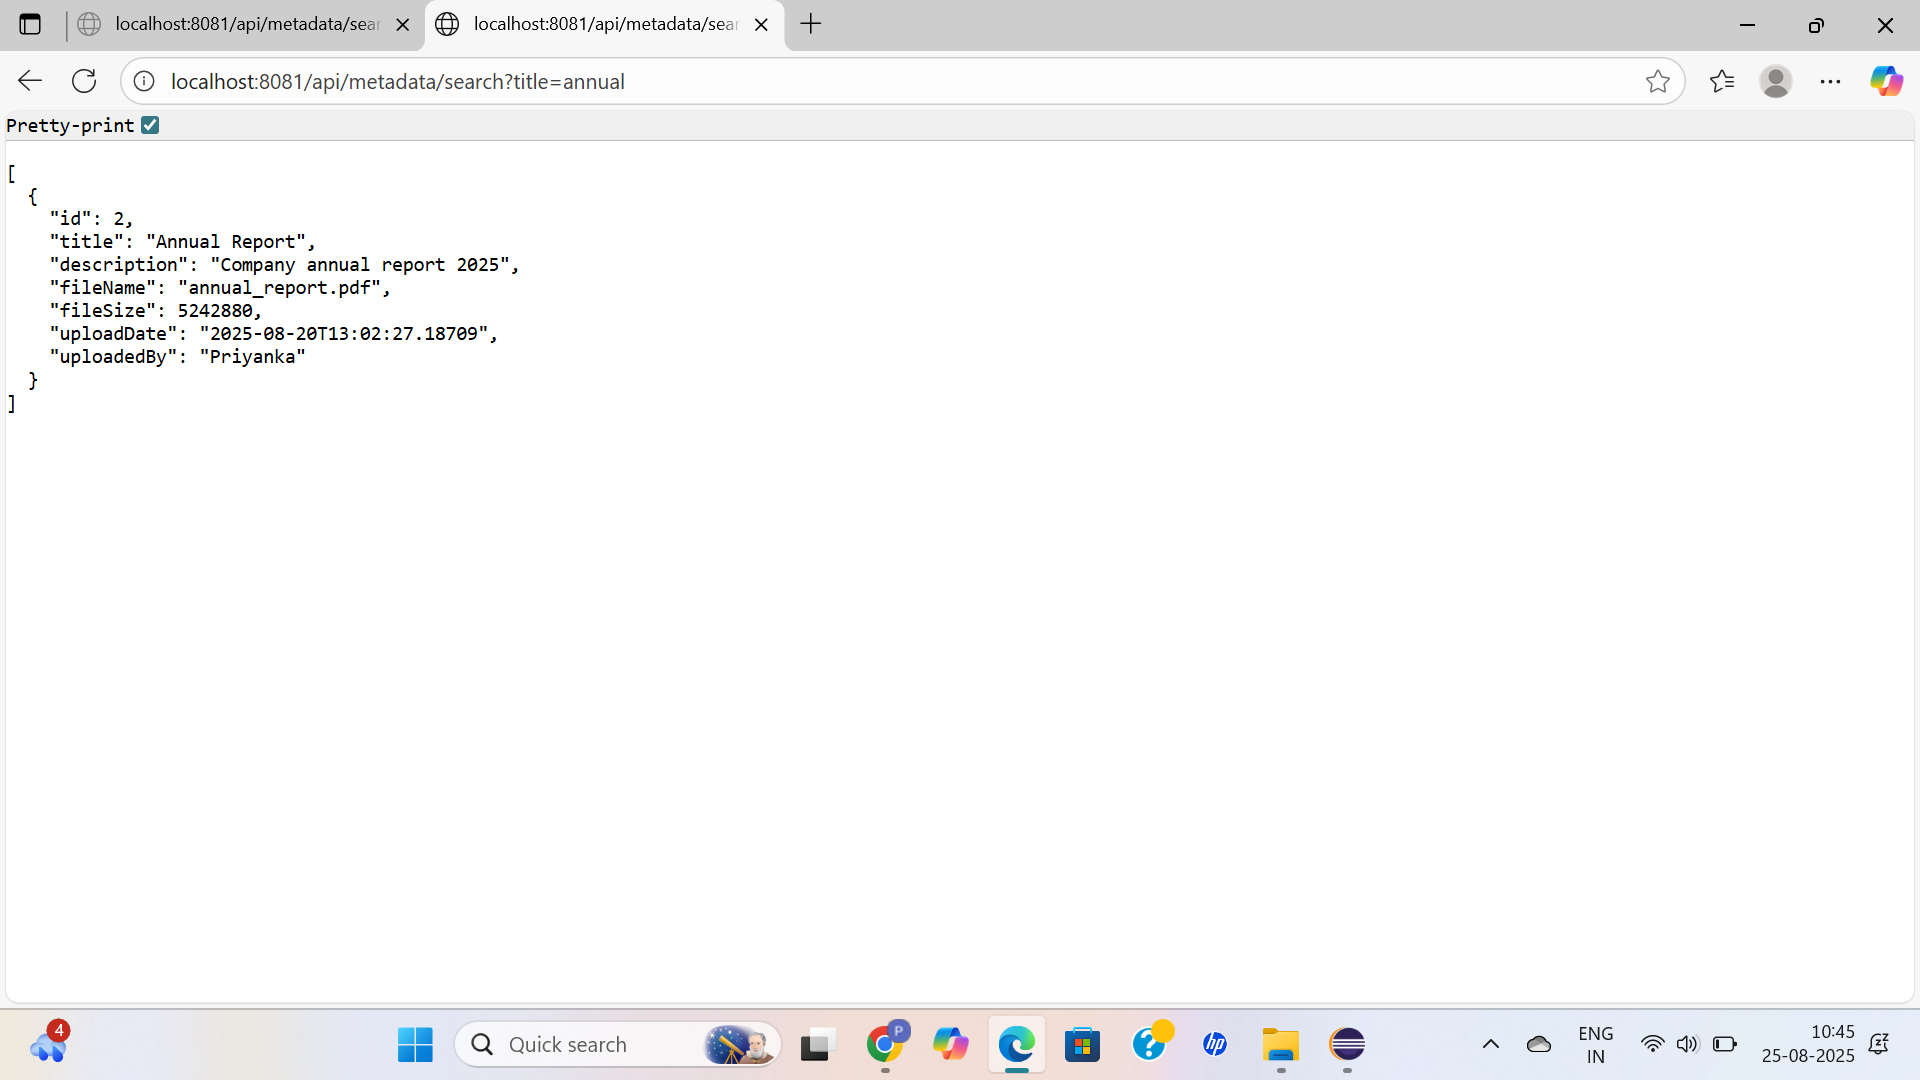 localhost:8081/api/metadata/sear
localhost:8081/api/metadata/sear
localhost:8081/api/metadata/search?title=annual
Pretty-print
[
  {
    "id": 2,
    "title": "Annual Report",
    "description": "Company annual report 2025",
    "fileName": "annual_report.pdf",
    "fileSize": 5242880,
    "uploadDate": "2025-08-20T13:02:27.18709",
    "uploadedBy": "Priyanka"
  }
]
4
Quick search
P
?
hp
ENG
IN
10:45
25-08-2025